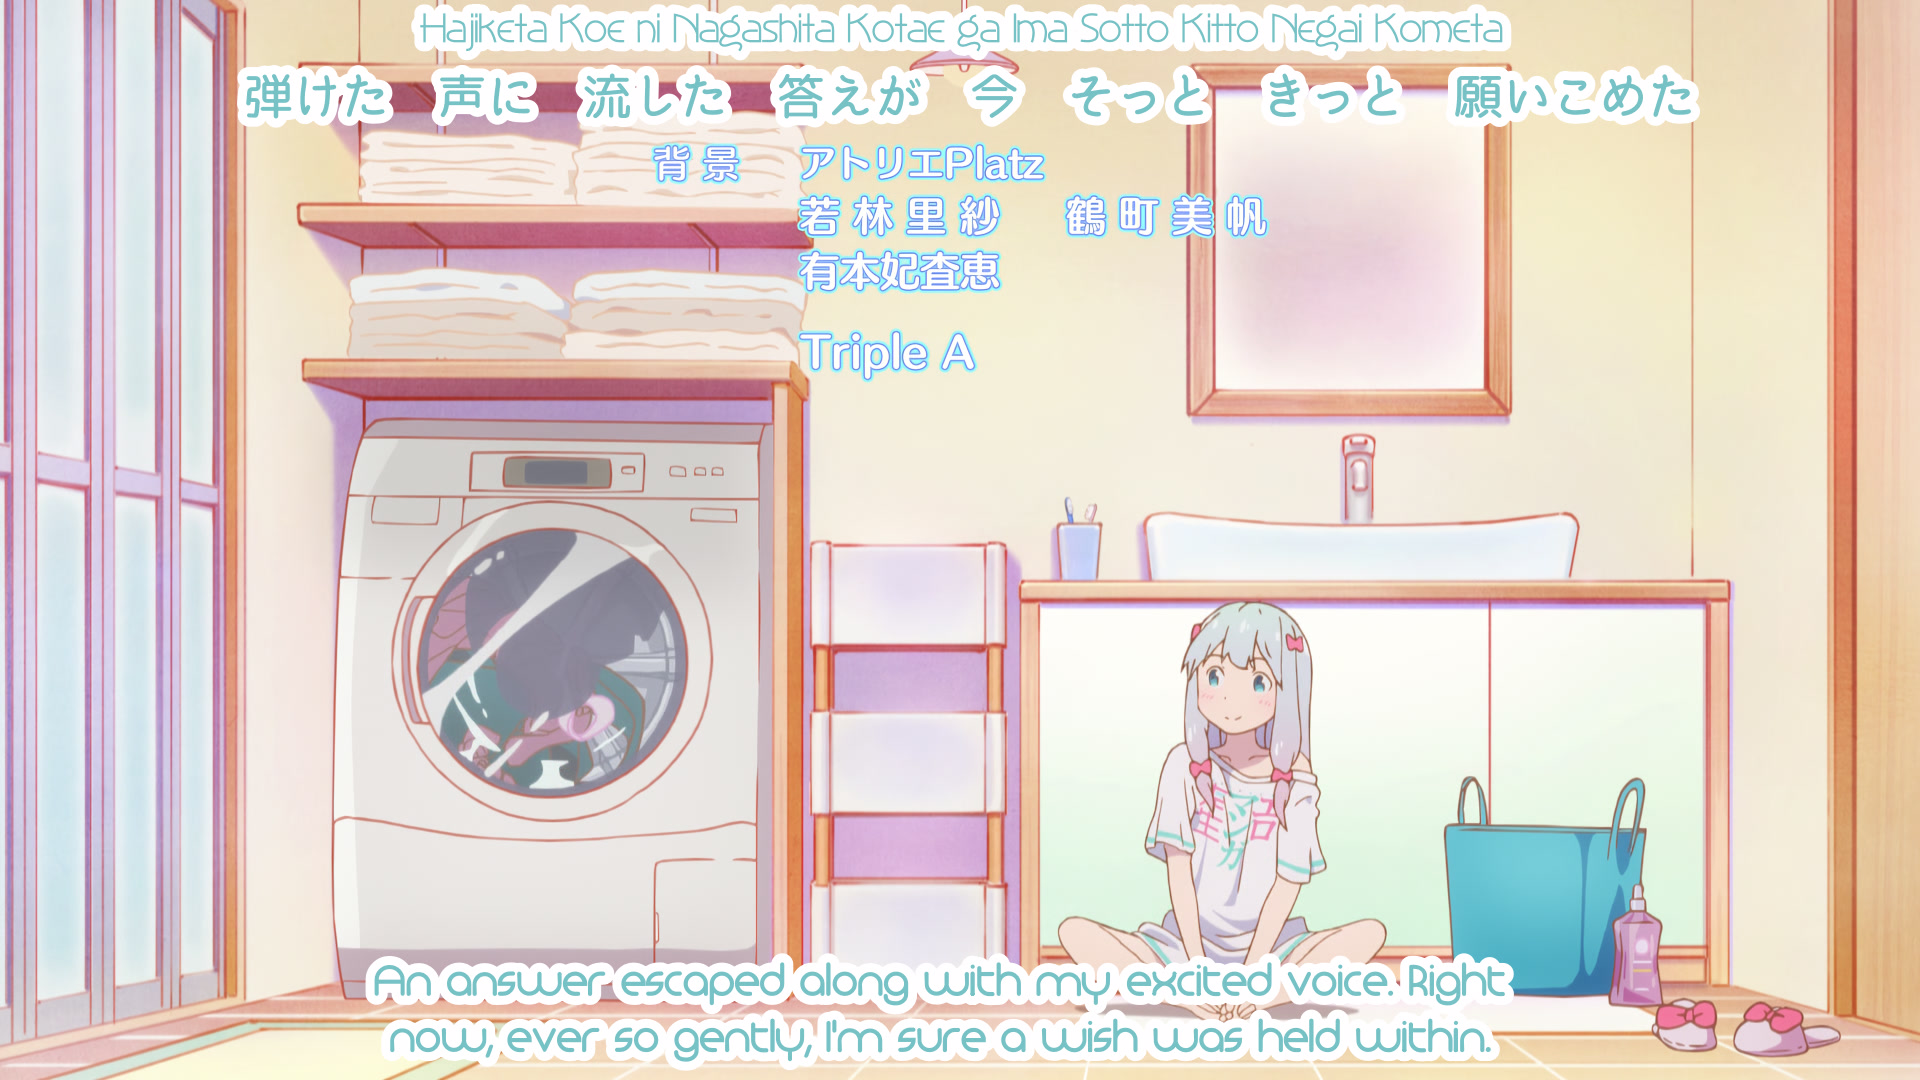 Hajiketa Koe ni Nagashita Kotae ga Ima Sotto Kitto Negai Kometa
弾けた 声に 流した 答えが 今 そっと きっと 願いこめた
背景 アトリエPlatz
若林里紗 鶴町美帆
有本妃査恵
Triple A
An answer escaped along with my excited voice. Right
now, ever so gently, I'm sure a wish was held within.